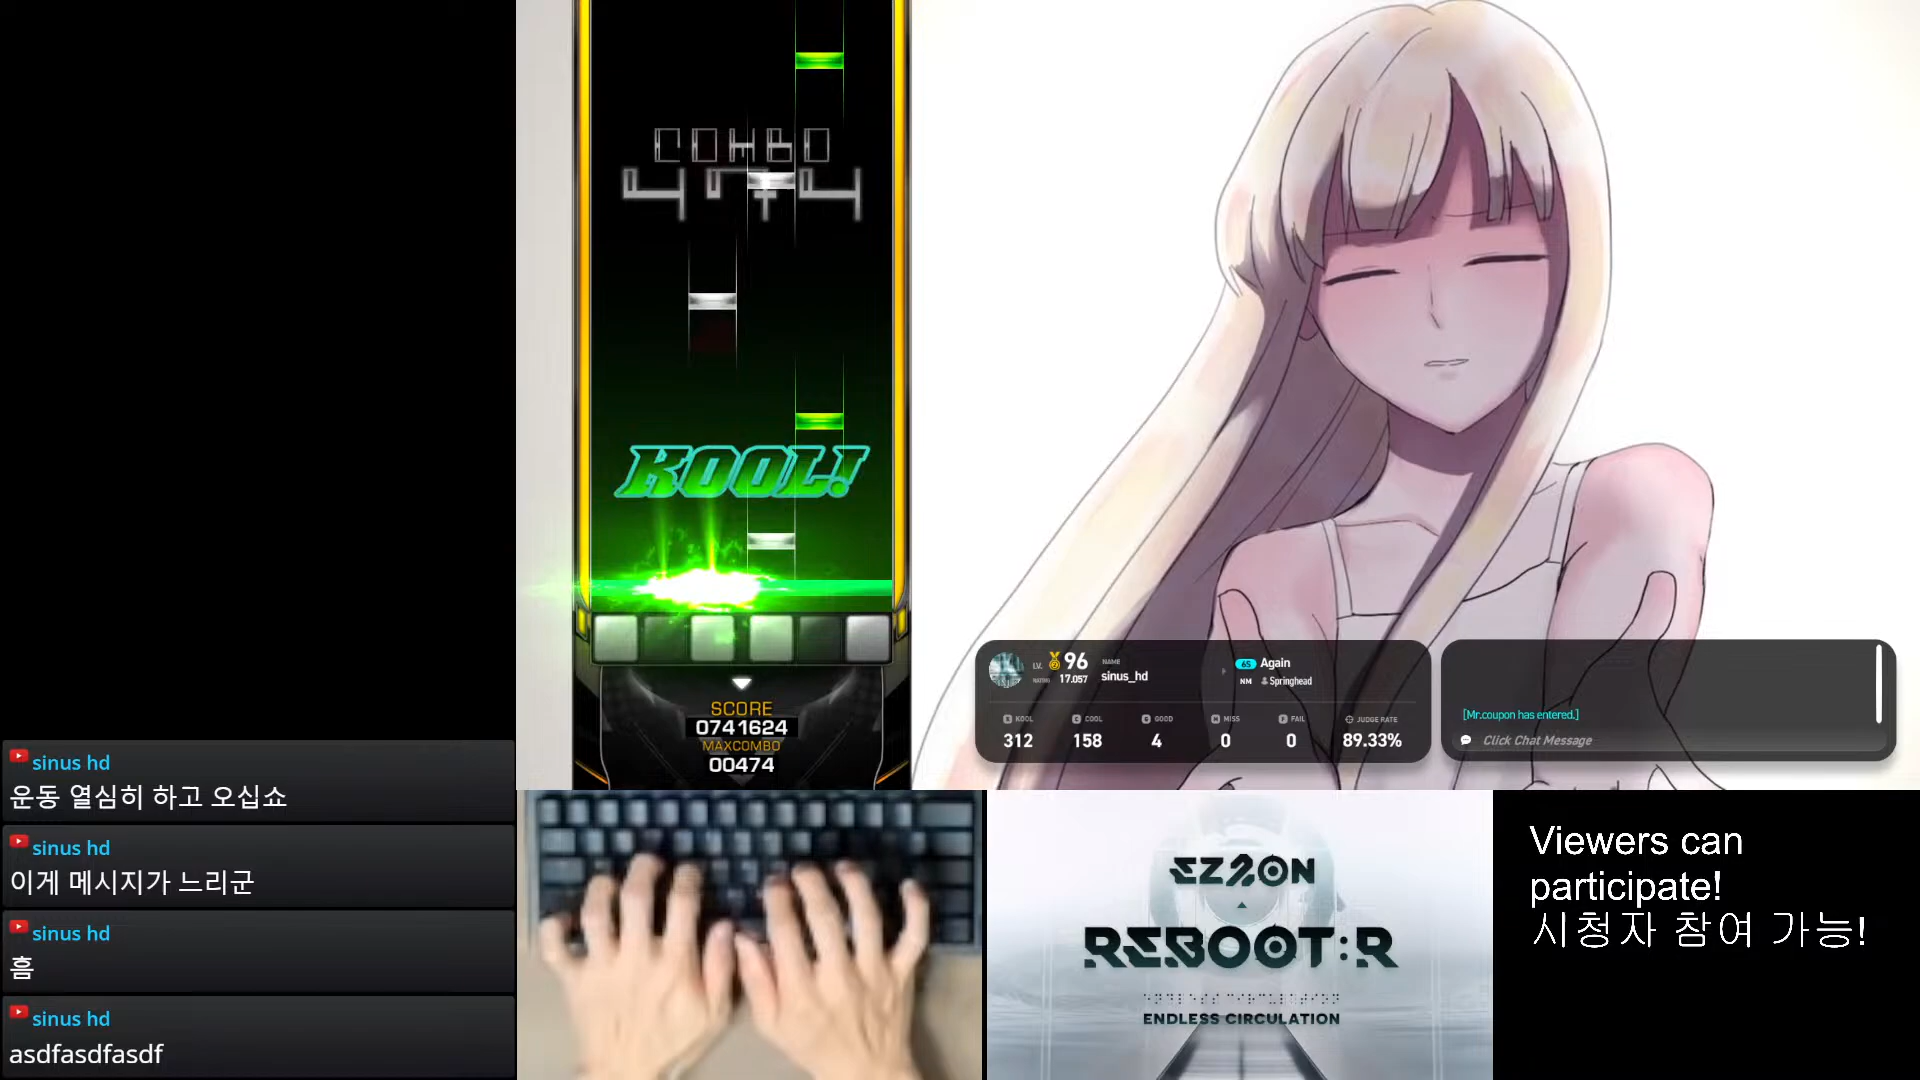 COMBO
474
KOOL!
SCORE
0741624
MAXCOMBO
00474
LV. 96
RATING 17.057
NAME
sinus_hd
6S Again
NM Springhead
K KOOL
C COOL
G GOOD
M MISS
F FAIL
JUDGE RATE
312
158
4
0
0
89.33%
[Mr.coupon has entered.]
Click Chat Message
sinus hd
운동 열심히 하고 오십쇼
sinus hd
이게 메시지가 느리군
sinus hd
흠
sinus hd
asdfasdfasdf
EZ2ON
REBOOT:R
ENDLESS CIRCULATION
Viewers can
participate!
시청자 참여 가능!